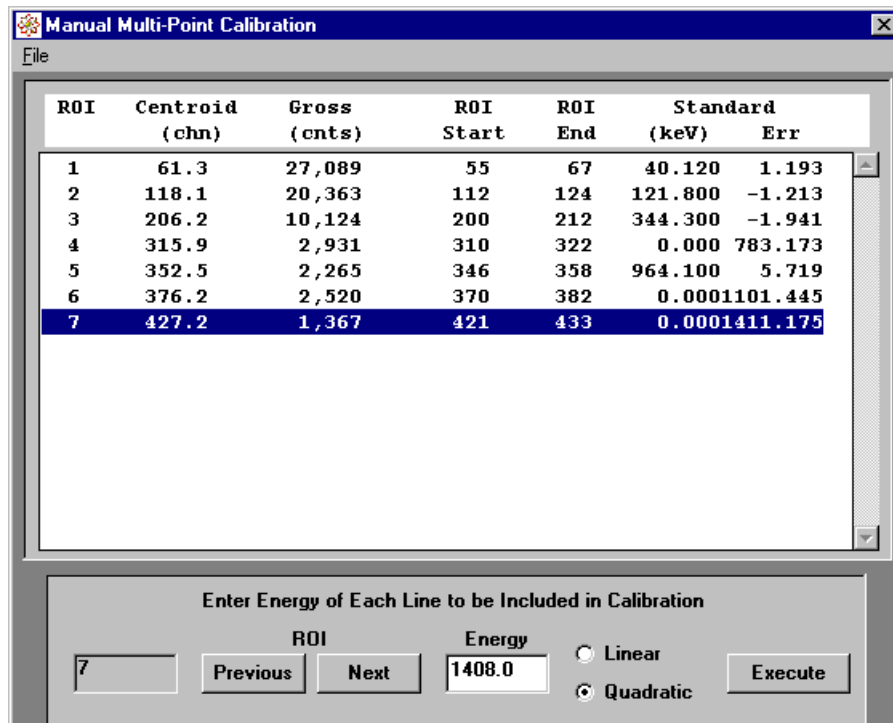 Manual Multi-Point Calibration
File
ROI Centroid Gross ROI ROI Standard
(chn) (cnts) Start End (keV) Err
1 61.3 27,089 55 67 40.120 1.193
2 118.1 20,363 112 124 121.800 -1.213
3 206.2 10,124 200 212 344.300 -1.941
4 315.9 2,931 310 322 0.000 783.173
5 352.5 2,265 346 358 964.100 5.719
6 376.2 2,520 370 382 0.0001101.445
7 427.2 1,367 421 433 0.0001411.175
Enter Energy of Each Line to be Included in Calibration
ROI Energy
7 Previous Next 1408.0 Linear
Quadratic Execute